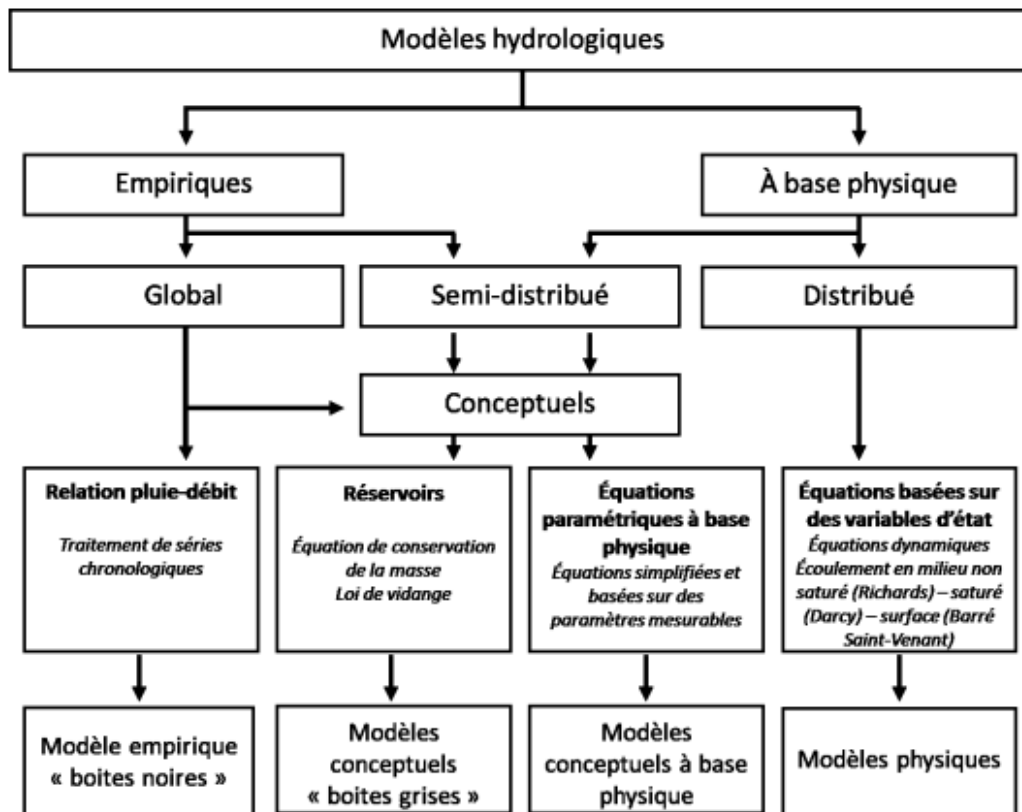 Modèles hydrologiques
Empiriques
À base physique
Global
Semi-distribué
Distribué
Conceptuels
Relation pluie-débit
Traitement de séries
chronologiques
Réservoirs
Équation de conservation
de la masse
Loi de vidange
Équations
paramétriques à base
physique
Équations simplifiées et
basées sur des
paramètres mesurables
Équations basées sur
des variables d'état
Équations dynamiques
Écoulement en milieu non
saturé (Richards) – saturé
(Darcy) – surface (Barré
Saint-Venant)
Modèle empirique
« boites noires »
Modèles
conceptuels
« boites grises »
Modèles
conceptuels à base
physique
Modèles physiques